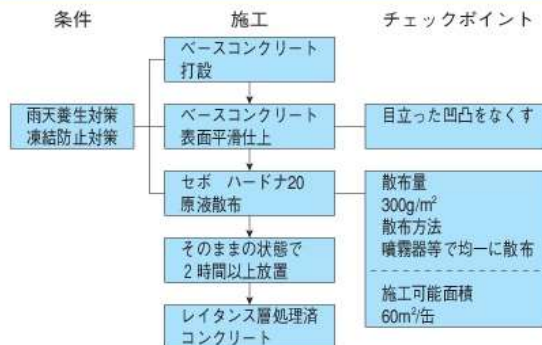 条件
施工
チェックポイント
ベースコンクリート
打設
雨天養生対策
凍結防止対策
ベースコンクリート
表面平滑仕上
目立った凹凸をなくす
セボ ハードナ20
原液散布
散布量
300g/m²
散布方法
噴霧器等で均一に散布
そのままの状態で
2時間以上放置
施工可能面積
60m²/缶
レイタンス層処理済
コンクリート